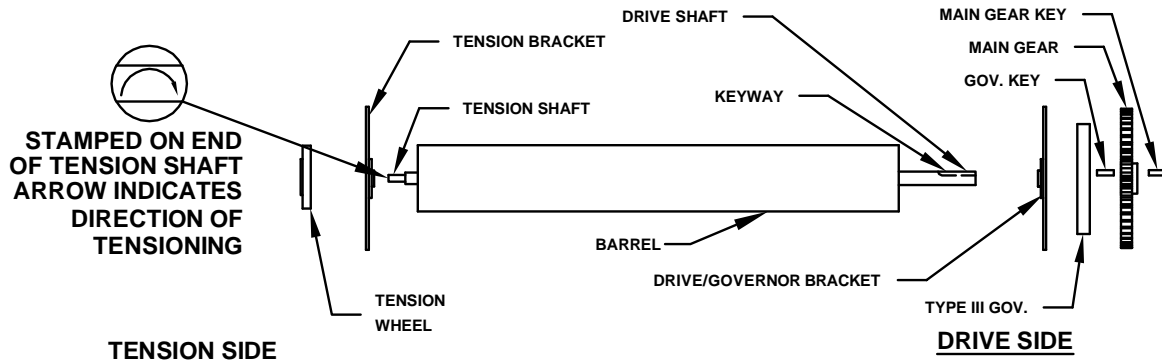 DRIVE SHAFT
MAIN GEAR KEY
TENSION BRACKET
MAIN GEAR
GOV. KEY
KEYWAY
TENSION SHAFT
STAMPED ON END
OF TENSION SHAFT
ARROW INDICATES
DIRECTION OF
TENSIONING
BARREL
DRIVE/GOVERNOR BRACKET
TENSION
WHEEL
TYPE III GOV.
TENSION SIDE
DRIVE SIDE